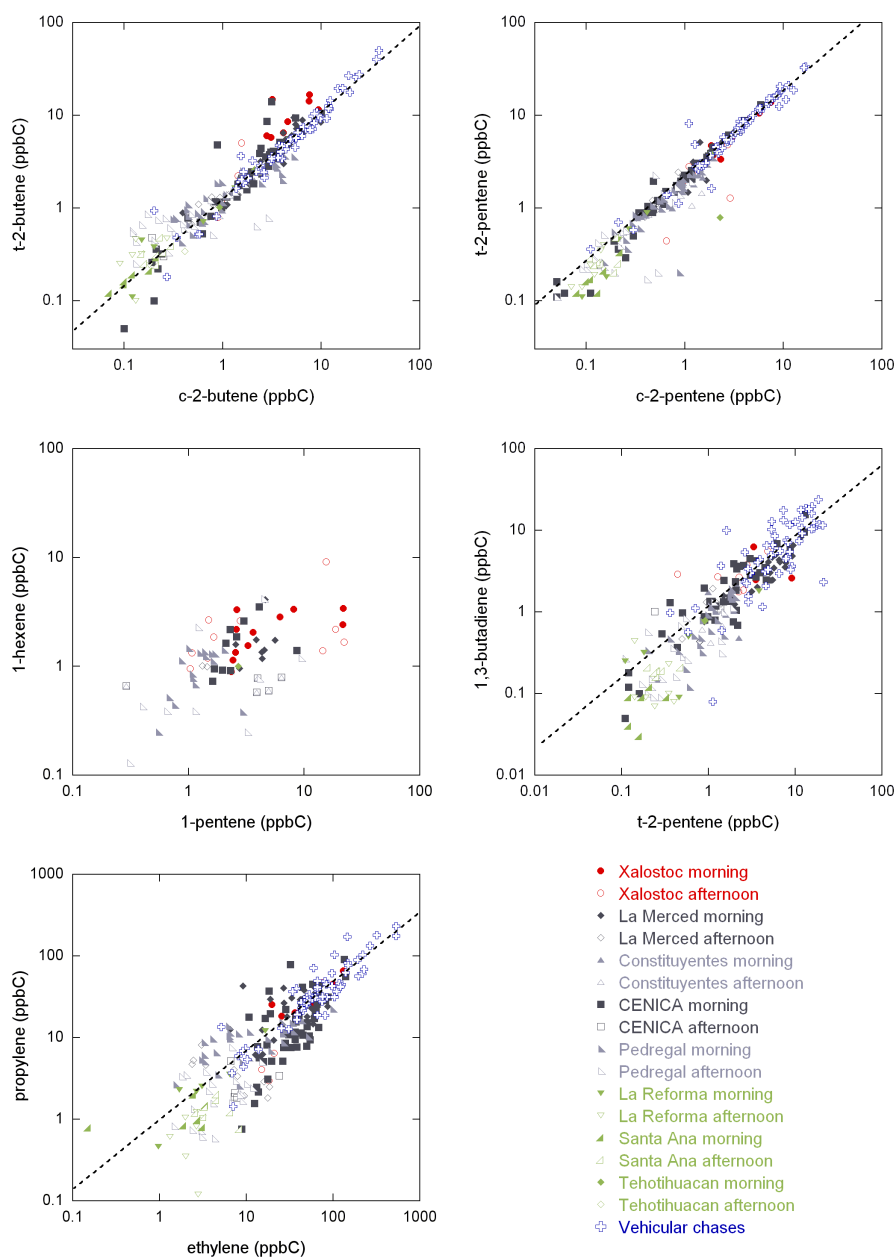 100
10
1
0.1
t-2-butene (ppbC)
0.1
1
10
100
c-2-butene (ppbC)
100
10
1
0.1
t-2-pentene (ppbC)
0.1
1
10
100
c-2-pentene (ppbC)
100
10
1
0.1
1-hexene (ppbC)
0.1
1
10
100
1-pentene (ppbC)
100
10
1
0.1
0.01
1,3-butadiene (ppbC)
0.01
0.1
1
10
100
t-2-pentene (ppbC)
1000
100
10
1
0.1
propylene (ppbC)
0.1
1
10
100
1000
ethylene (ppbC)
Xalostoc morning
Xalostoc afternoon
La Merced morning
La Merced afternoon
Constituyentes morning
Constituyentes afternoon
CENICA morning
CENICA afternoon
Pedregal morning
Pedregal afternoon
La Reforma morning
La Reforma afternoon
Santa Ana morning
Santa Ana afternoon
Tehotihuacan morning
Tehotihuacan afternoon
Vehicular chases